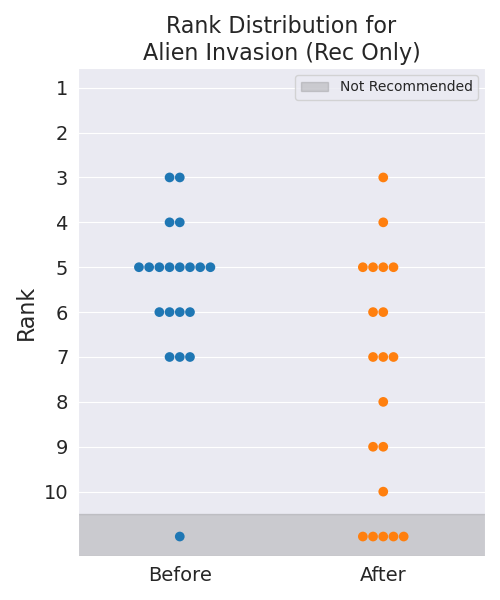 Rank Distribution for
Alien Invasion (Rec Only)
Not Recommended
Rank
1
2
3
4
5
6
7
8
9
10
Before
After